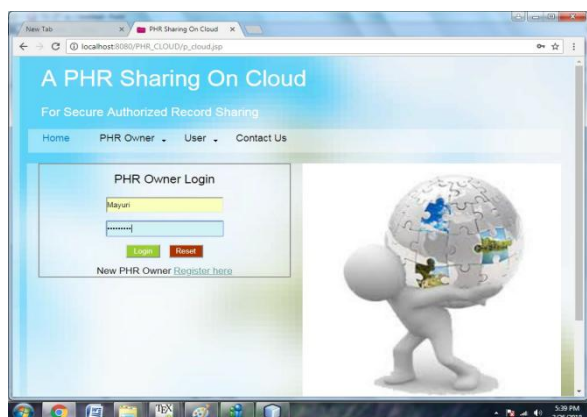 New Tab
PHR Sharing On Cloud
localhost:8080/PHR_CLOUD/p_cloud.jsp
A PHR Sharing On Cloud
For Secure Authorized Record Sharing
Home PHR Owner User Contact Us
PHR Owner Login
Mayuri
Login Reset
New PHR Owner Register here
TEX
5:39 PM